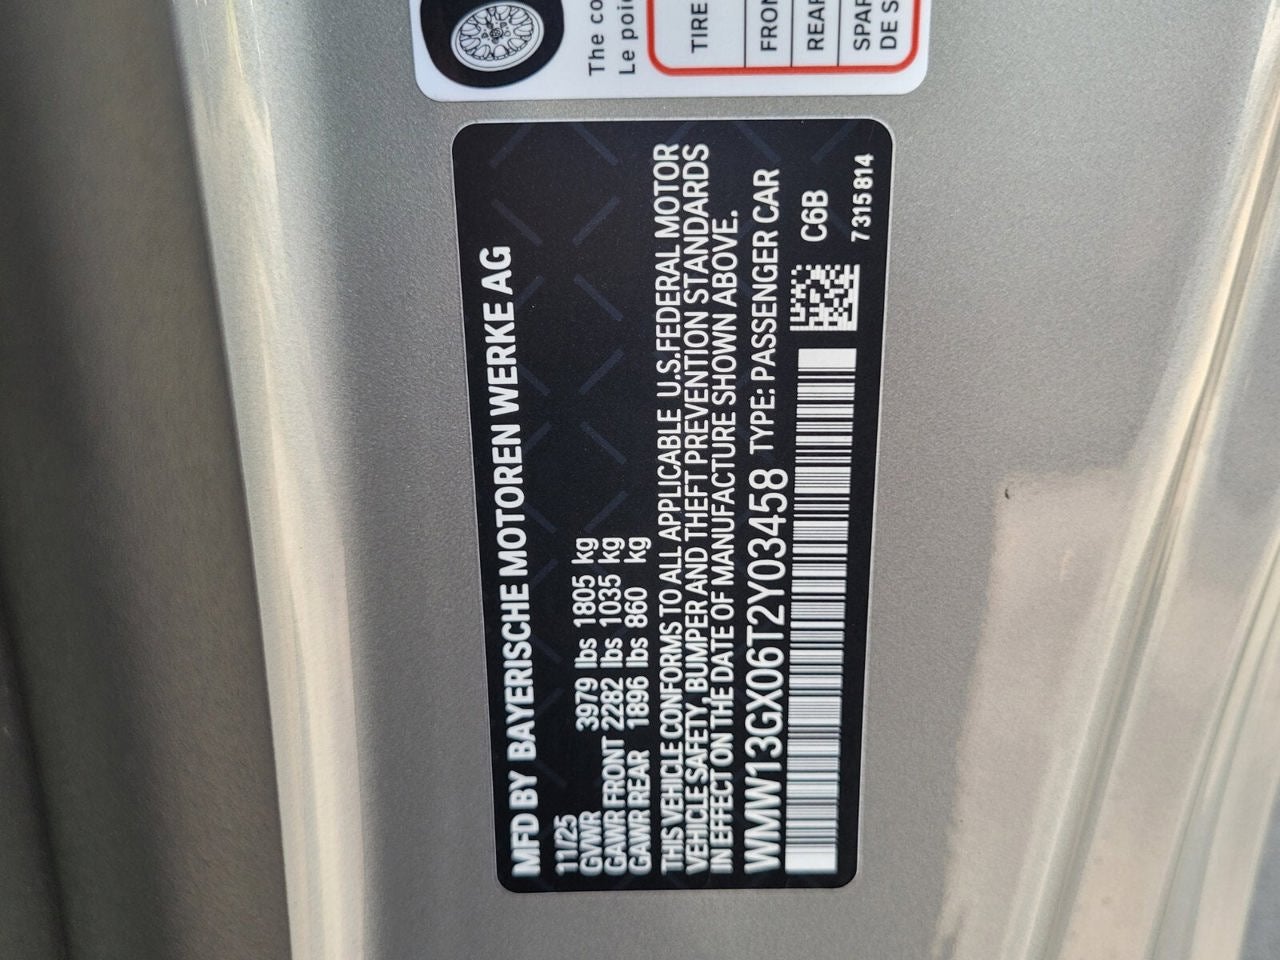 The co
Le poi
TIRE
FRON
REAR
SPAR
DE S
MFD BY BAYERISCHE MOTOREN WERKE AG
11/25
GVWR 3979 lbs 1805 kg
GAWR FRONT 2282 lbs 1035 kg
GAWR REAR 1896 lbs 860 kg
THIS VEHICLE CONFORMS TO ALL APPLICABLE U.S.FEDERAL MOTOR
VEHICLE SAFETY, BUMPER AND THEFT PREVENTION STANDARDS
IN EFFECT ON THE DATE OF MANUFACTURE SHOWN ABOVE.
WMW13GX06T2Y03458 TYPE: PASSENGER CAR
C6B
7315814